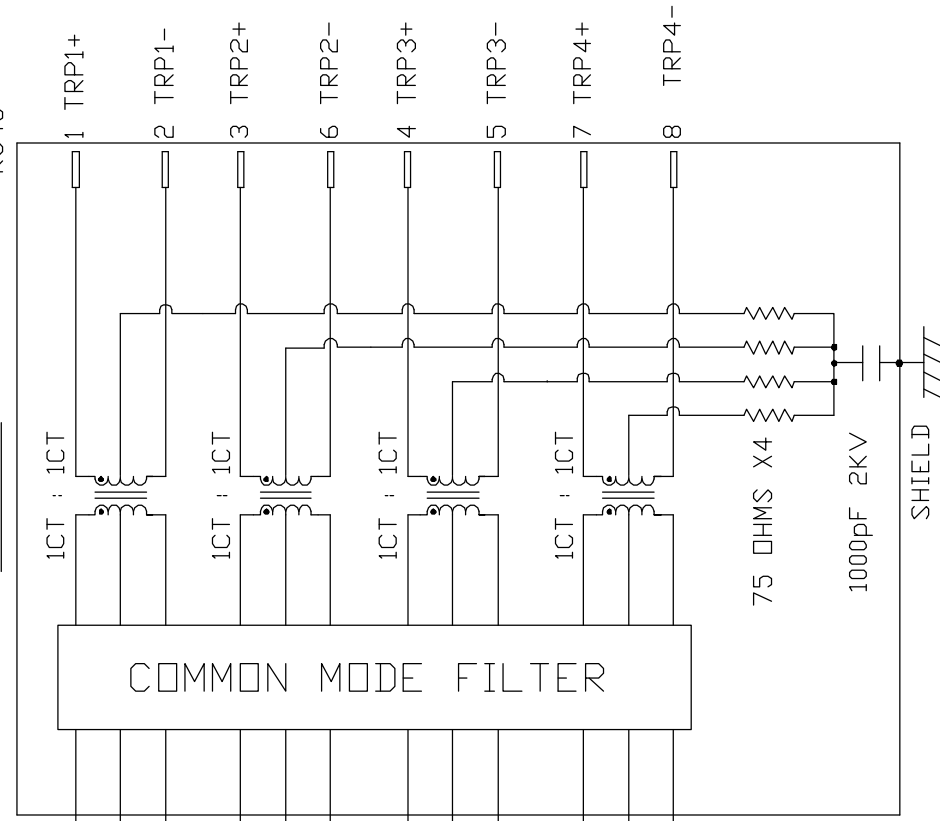 1 TRP1+
2 TRP1-
3 TRP2+
6 TRP2-
4 TRP3+
5 TRP3-
7 TRP4+
8 TRP4-
1CT : 1CT
1CT : 1CT
1CT : 1CT
1CT : 1CT
75 OHMS X4
1000pF 2KV
SHIELD
COMMON MODE FILTER